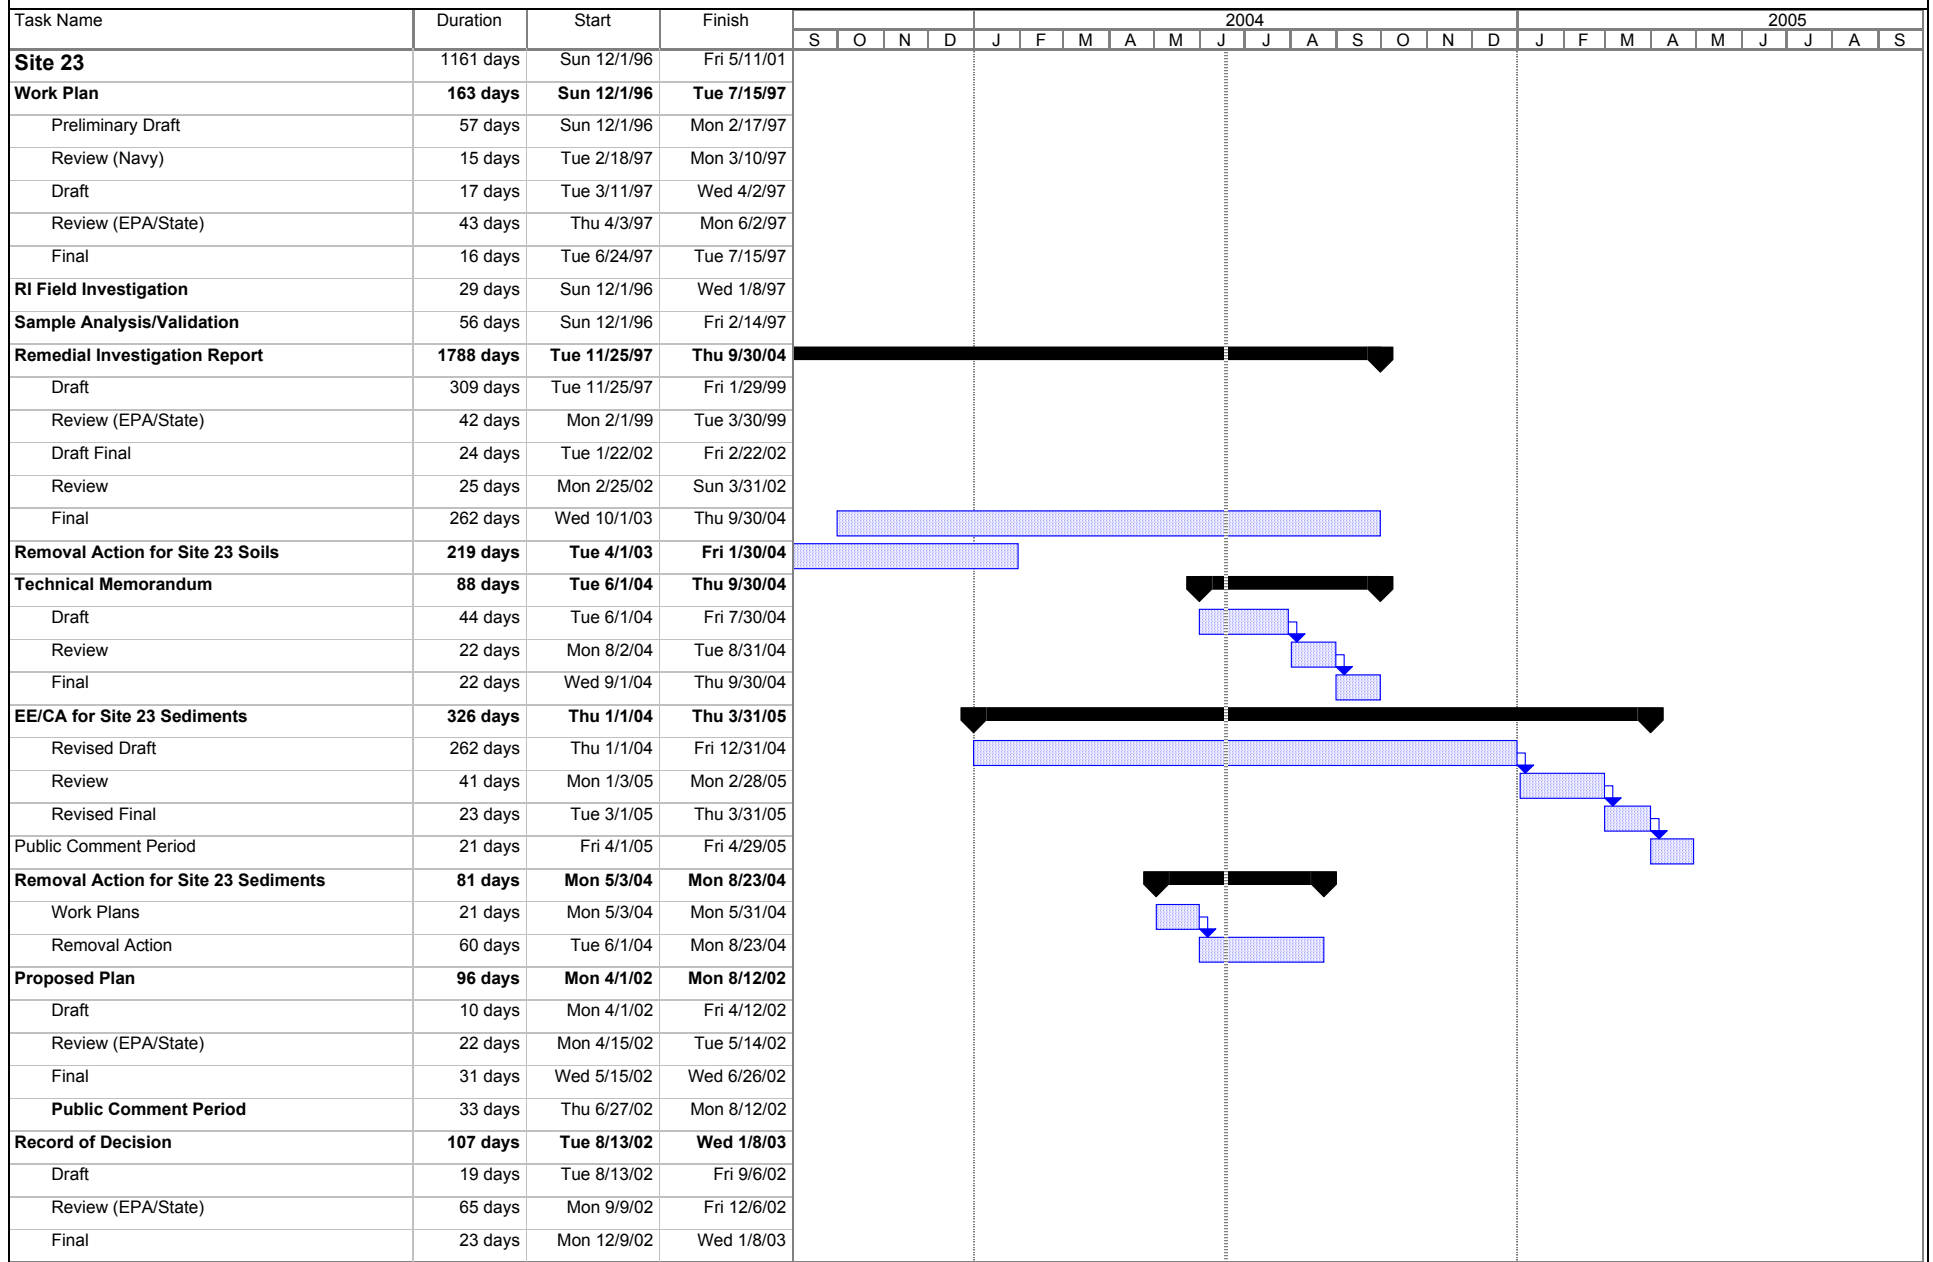 Task Name Duration Start Finish 2004 2005
S O N D J F M A M J J A S O N D J F M A M J J A S
Site 23 1161 days Sun 12/1/96 Fri 5/11/01
Work Plan 163 days Sun 12/1/96 Tue 7/15/97
Preliminary Draft 57 days Sun 12/1/96 Mon 2/17/97
Review (Navy) 15 days Tue 2/18/97 Mon 3/10/97
Draft 17 days Tue 3/11/97 Wed 4/2/97
Review (EPA/State) 43 days Thu 4/3/97 Mon 6/2/97
Final 16 days Tue 6/24/97 Tue 7/15/97
RI Field Investigation 29 days Sun 12/1/96 Wed 1/8/97
Sample Analysis/Validation 56 days Sun 12/1/96 Fri 2/14/97
Remedial Investigation Report 1788 days Tue 11/25/97 Thu 9/30/04
Draft 309 days Tue 11/25/97 Fri 1/29/99
Review (EPA/State) 42 days Mon 2/1/99 Tue 3/30/99
Draft Final 24 days Tue 1/22/02 Fri 2/22/02
Review 25 days Mon 2/25/02 Sun 3/31/02
Final 262 days Wed 10/1/03 Thu 9/30/04
Removal Action for Site 23 Soils 219 days Tue 4/1/03 Fri 1/30/04
Technical Memorandum 88 days Tue 6/1/04 Thu 9/30/04
Draft 44 days Tue 6/1/04 Fri 7/30/04
Review 22 days Mon 8/2/04 Tue 8/31/04
Final 22 days Wed 9/1/04 Thu 9/30/04
EE/CA for Site 23 Sediments 326 days Thu 1/1/04 Thu 3/31/05
Revised Draft 262 days Thu 1/1/04 Fri 12/31/04
Review 41 days Mon 1/3/05 Mon 2/28/05
Revised Final 23 days Tue 3/1/05 Thu 3/31/05
Public Comment Period 21 days Fri 4/1/05 Fri 4/29/05
Removal Action for Site 23 Sediments 81 days Mon 5/3/04 Mon 8/23/04
Work Plans 21 days Mon 5/3/04 Mon 5/31/04
Removal Action 60 days Tue 6/1/04 Mon 8/23/04
Proposed Plan 96 days Mon 4/1/02 Mon 8/12/02
Draft 10 days Mon 4/1/02 Fri 4/12/02
Review (EPA/State) 22 days Mon 4/15/02 Tue 5/14/02
Final 31 days Wed 5/15/02 Wed 6/26/02
Public Comment Period 33 days Thu 6/27/02 Mon 8/12/02
Record of Decision 107 days Tue 8/13/02 Wed 1/8/03
Draft 19 days Tue 8/13/02 Fri 9/6/02
Review (EPA/State) 65 days Mon 9/9/02 Fri 12/6/02
Final 23 days Mon 12/9/02 Wed 1/8/03